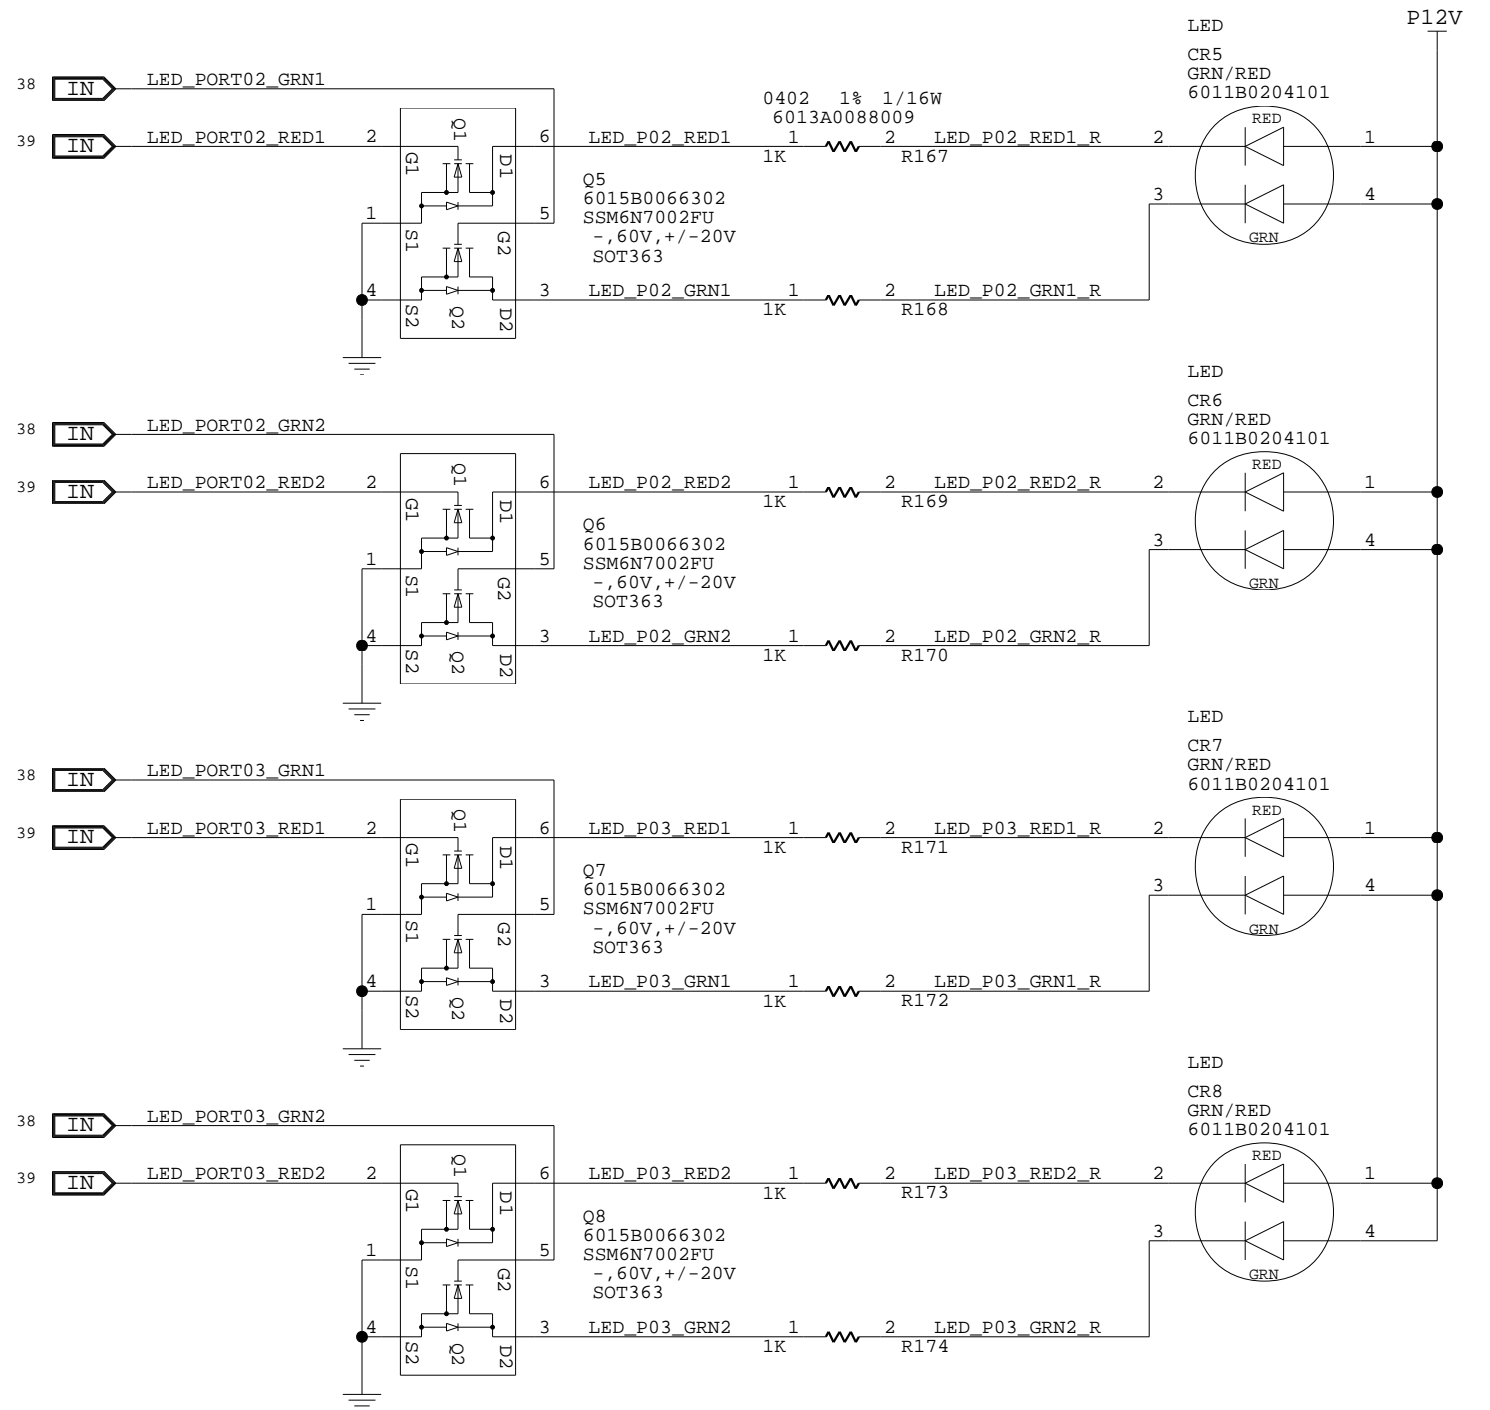 P12V
LED
CR5
GRN/RED
6011B0204101
38 IN LED_PORT02_GRN1
0402 1% 1/16W
6013A0088009
39 IN LED_PORT02_RED1 2 Q1 G1 D1 6 LED_P02_RED1 1 1K 2 R167 LED_P02_RED1_R 2 RED 1
Q5
6015B0066302
SSM6N7002FU
-,60V,+/-20V
SOT363
1 S1 G2 5 3 GRN 4
4 S2 Q2 D2 3 LED_P02_GRN1 1 1K 2 R168 LED_P02_GRN1_R
LED
CR6
GRN/RED
6011B0204101
38 IN LED_PORT02_GRN2
39 IN LED_PORT02_RED2 2 Q1 G1 D1 6 LED_P02_RED2 1 1K 2 R169 LED_P02_RED2_R 2 RED 1
Q6
6015B0066302
SSM6N7002FU
-,60V,+/-20V
SOT363
1 S1 G2 5 3 GRN 4
4 S2 Q2 D2 3 LED_P02_GRN2 1 1K 2 R170 LED_P02_GRN2_R
LED
CR7
GRN/RED
6011B0204101
38 IN LED_PORT03_GRN1
39 IN LED_PORT03_RED1 2 Q1 G1 D1 6 LED_P03_RED1 1 1K 2 R171 LED_P03_RED1_R 2 RED 1
Q7
6015B0066302
SSM6N7002FU
-,60V,+/-20V
SOT363
1 S1 G2 5 3 GRN 4
4 S2 Q2 D2 3 LED_P03_GRN1 1 1K 2 R172 LED_P03_GRN1_R
LED
CR8
GRN/RED
6011B0204101
38 IN LED_PORT03_GRN2
39 IN LED_PORT03_RED2 2 Q1 G1 D1 6 LED_P03_RED2 1 1K 2 R173 LED_P03_RED2_R 2 RED 1
Q8
6015B0066302
SSM6N7002FU
-,60V,+/-20V
SOT363
1 S1 G2 5 3 GRN 4
4 S2 Q2 D2 3 LED_P03_GRN2 1 1K 2 R174 LED_P03_GRN2_R